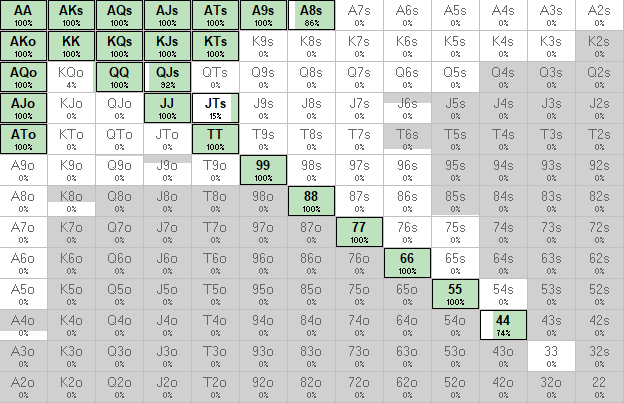 AA AKs AQs AJs ATs A9s A8s A7s A6s A5s A4s A3s A2s
100% 100% 100% 100% 100% 100% 86% 0% 0% 0% 0% 0% 0%
AKo KK KQs KJs KTs K9s K8s K7s K6s K5s K4s K3s K2s
100% 100% 100% 100% 100% 0% 0% 0% 0% 0% 0% 0% 0%
AQo KQo QQ QJs QTs Q9s Q8s Q7s Q6s Q5s Q4s Q3s Q2s
100% 4% 100% 92% 0% 0% 0% 0% 0% 0% 0% 0% 0%
AJo KJo QJo JJ JTs J9s J8s J7s J6s J5s J4s J3s J2s
100% 0% 0% 100% 15% 0% 0% 0% 0% 0% 0% 0% 0%
ATo KTo QTo JTo TT T9s T8s T7s T6s T5s T4s T3s T2s
100% 0% 0% 0% 100% 0% 0% 0% 0% 0% 0% 0% 0%
A9o K9o Q9o J9o T9o 99 98s 97s 96s 95s 94s 93s 92s
0% 0% 0% 0% 0% 100% 0% 0% 0% 0% 0% 0% 0%
A8o K8o Q8o J8o T8o 98o 88 87s 86s 85s 84s 83s 82s
0% 0% 0% 0% 0% 0% 100% 0% 0% 0% 0% 0% 0%
A7o K7o Q7o J7o T7o 97o 87o 77 76s 75s 74s 73s 72s
0% 0% 0% 0% 0% 0% 0% 100% 0% 0% 0% 0% 0%
A6o K6o Q6o J6o T6o 96o 86o 76o 66 65s 64s 63s 62s
0% 0% 0% 0% 0% 0% 0% 0% 100% 0% 0% 0% 0%
A5o K5o Q5o J5o T5o 95o 85o 75o 65o 55 54s 53s 52s
0% 0% 0% 0% 0% 0% 0% 0% 0% 100% 0% 0% 0%
A4o K4o Q4o J4o T4o 94o 84o 74o 64o 54o 44 43s 42s
0% 0% 0% 0% 0% 0% 0% 0% 0% 0% 74% 0% 0%
A3o K3o Q3o J3o T3o 93o 83o 73o 63o 53o 43o 33 32s
0% 0% 0% 0% 0% 0% 0% 0% 0% 0% 0% 0% 0%
A2o K2o Q2o J2o T2o 92o 82o 72o 62o 52o 42o 32o 22
0% 0% 0% 0% 0% 0% 0% 0% 0% 0% 0% 0% 0%